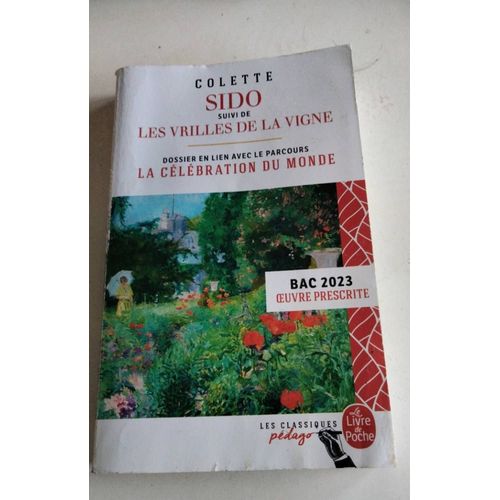 COLETTE
SIDO
SUIVI DE
LES VRILLES DE LA VIGNE
DOSSIER EN LIEN AVEC LE PARCOURS
LA CÉLÉBRATION DU MONDE
BAC 2023
ŒUVRE PRESCRITE
LES CLASSIQUES
pédago
Le
Livre
de
Poche